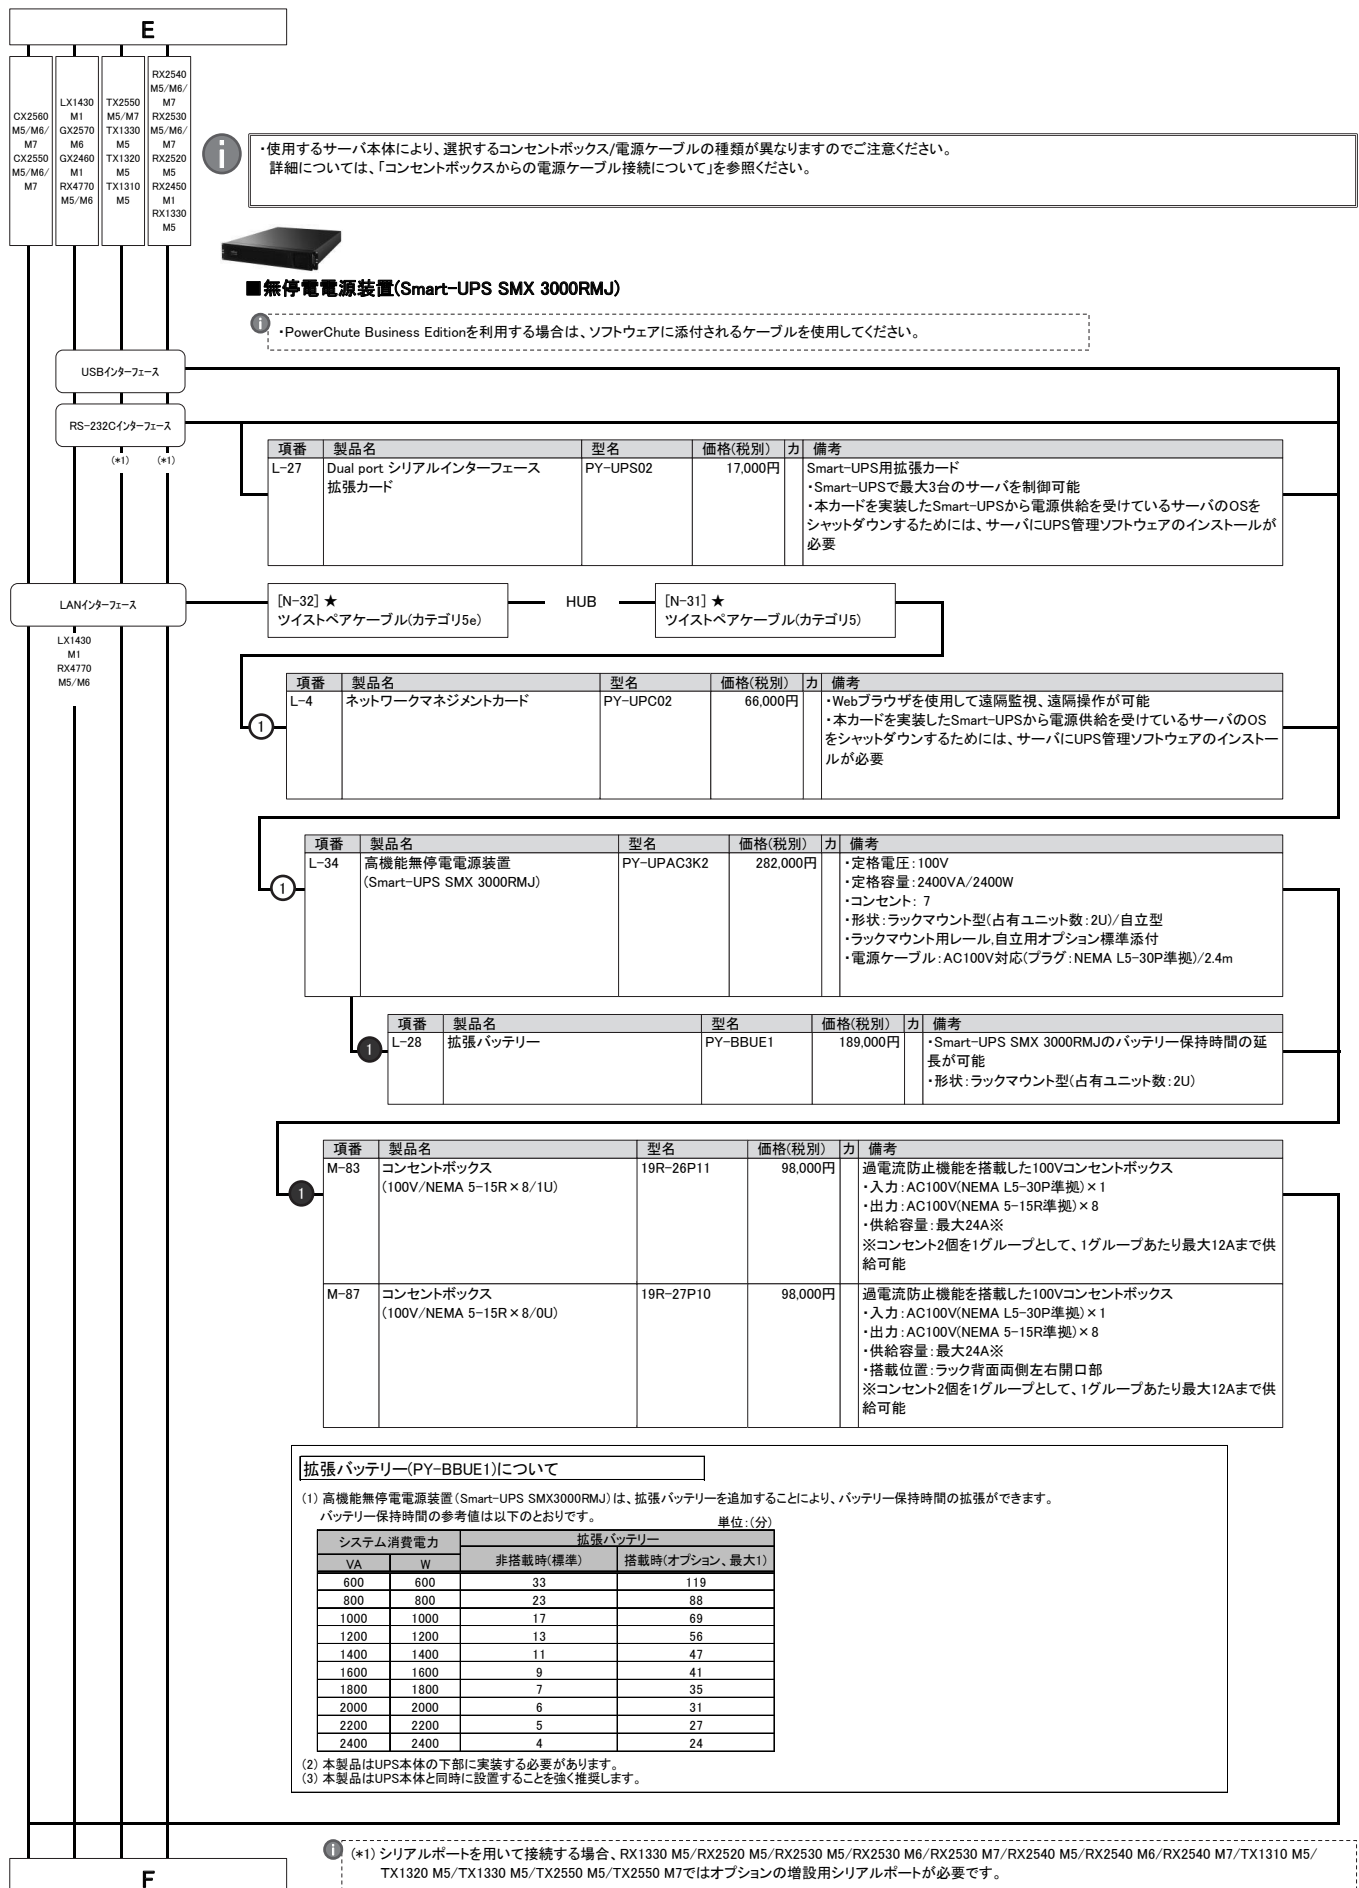 E
CX2560
M5/M6/
M7
CX2550
M5/M6/
M7
LX1430
M1
GX2570
M6
GX2460
M1
RX4770
M5/M6
TX2550
M5/M7
TX1330
M5
TX1320
M5
TX1310
M5
RX2540
M5/M6/
M7
RX2530
M5/M6/
M7
RX2520
M5
RX2450
M1
RX1330
M5
・使用するサーバ本体により、選択するコンセントボックス/電源ケーブルの種類が異なりますのでご注意ください。
詳細については、「コンセントボックスからの電源ケーブル接続について」を参照ください。
■無停電電源装置(Smart-UPS SMX 3000RMJ)
・PowerChute Business Editionを利用する場合は、ソフトウェアに添付されるケーブルを使用してください。
USBインターフェース
RS-232Cインターフェース
(*1) (*1)
項番 製品名 型名 価格(税別) カ 備考
L-27 Dual port シリアルインターフェース PY-UPS02 17,000円 Smart-UPS用拡張カード
拡張カード ・Smart-UPSで最大3台のサーバを制御可能
・本カードを実装したSmart-UPSから電源供給を受けているサーバのOSを
シャットダウンするためには、サーバにUPS管理ソフトウェアのインストールが
必要
LANインターフェース
[N-32] ★
ツイストペアケーブル(カテゴリ5e)
HUB
[N-31] ★
ツイストペアケーブル(カテゴリ5)
LX1430
M1
RX4770
M5/M6
項番 製品名 型名 価格(税別) カ 備考
1
L-4 ネットワークマネジメントカード PY-UPC02 66,000円 ・Webブラウザを使用して遠隔監視、遠隔操作が可能
・本カードを実装したSmart-UPSから電源供給を受けているサーバのOS
をシャットダウンするためには、サーバにUPS管理ソフトウェアのインストー
ルが必要
項番 製品名 型名 価格(税別) カ 備考
1
L-34 高機能無停電電源装置 PY-UPAC3K2 282,000円 ・定格電圧：100V
(Smart-UPS SMX 3000RMJ) ・定格容量：2400VA/2400W
・コンセント： 7
・形状：ラックマウント型(占有ユニット数：2U)/自立型
・ラックマウント用レール,自立用オプション標準添付
・電源ケーブル：AC100V対応(プラグ：NEMA L5-30P準拠)/2.4m
項番 製品名 型名 価格(税別) カ 備考
1
L-28 拡張バッテリー PY-BBUE1 189,000円 ・Smart-UPS SMX 3000RMJのバッテリー保持時間の延
長が可能
・形状：ラックマウント型(占有ユニット数：2U)
項番 製品名 型名 価格(税別) カ 備考
1
M-83 コンセントボックス 19R-26P11 98,000円 過電流防止機能を搭載した100Vコンセントボックス
(100V/NEMA 5-15R×8/1U) ・入力：AC100V(NEMA L5-30P準拠)×1
・出力：AC100V(NEMA 5-15R準拠)×8
・供給容量：最大24A※
※コンセント2個を1グループとして、1グループあたり最大12Aまで供
給可能
M-87 コンセントボックス 19R-27P10 98,000円 過電流防止機能を搭載した100Vコンセントボックス
(100V/NEMA 5-15R×8/0U) ・入力：AC100V(NEMA L5-30P準拠)×1
・出力：AC100V(NEMA 5-15R準拠)×8
・供給容量：最大24A※
・搭載位置：ラック背面両側左右開口部
※コンセント2個を1グループとして、1グループあたり最大12Aまで供
給可能
拡張バッテリー(PY-BBUE1)について
(1) 高機能無停電電源装置（Smart-UPS SMX3000RMJ）は、拡張バッテリーを追加することにより、バッテリー保持時間の拡張ができます。
バッテリー保持時間の参考値は以下のとおりです。 単位：(分)
システム消費電力 拡張バッテリー
VA W 非搭載時(標準) 搭載時(オプション、最大1)
600 600 33 119
800 800 23 88
1000 1000 17 69
1200 1200 13 56
1400 1400 11 47
1600 1600 9 41
1800 1800 7 35
2000 2000 6 31
2200 2200 5 27
2400 2400 4 24
(2) 本製品はUPS本体の下部に実装する必要があります。
(3) 本製品はUPS本体と同時に設置することを強く推奨します。
(*1) シリアルポートを用いて接続する場合、RX1330 M5/RX2520 M5/RX2530 M5/RX2530 M6/RX2530 M7/RX2540 M5/RX2540 M6/RX2540 M7/TX1310 M5/
TX1320 M5/TX1330 M5/TX2550 M5/TX2550 M7ではオプションの増設用シリアルポートが必要です。
F